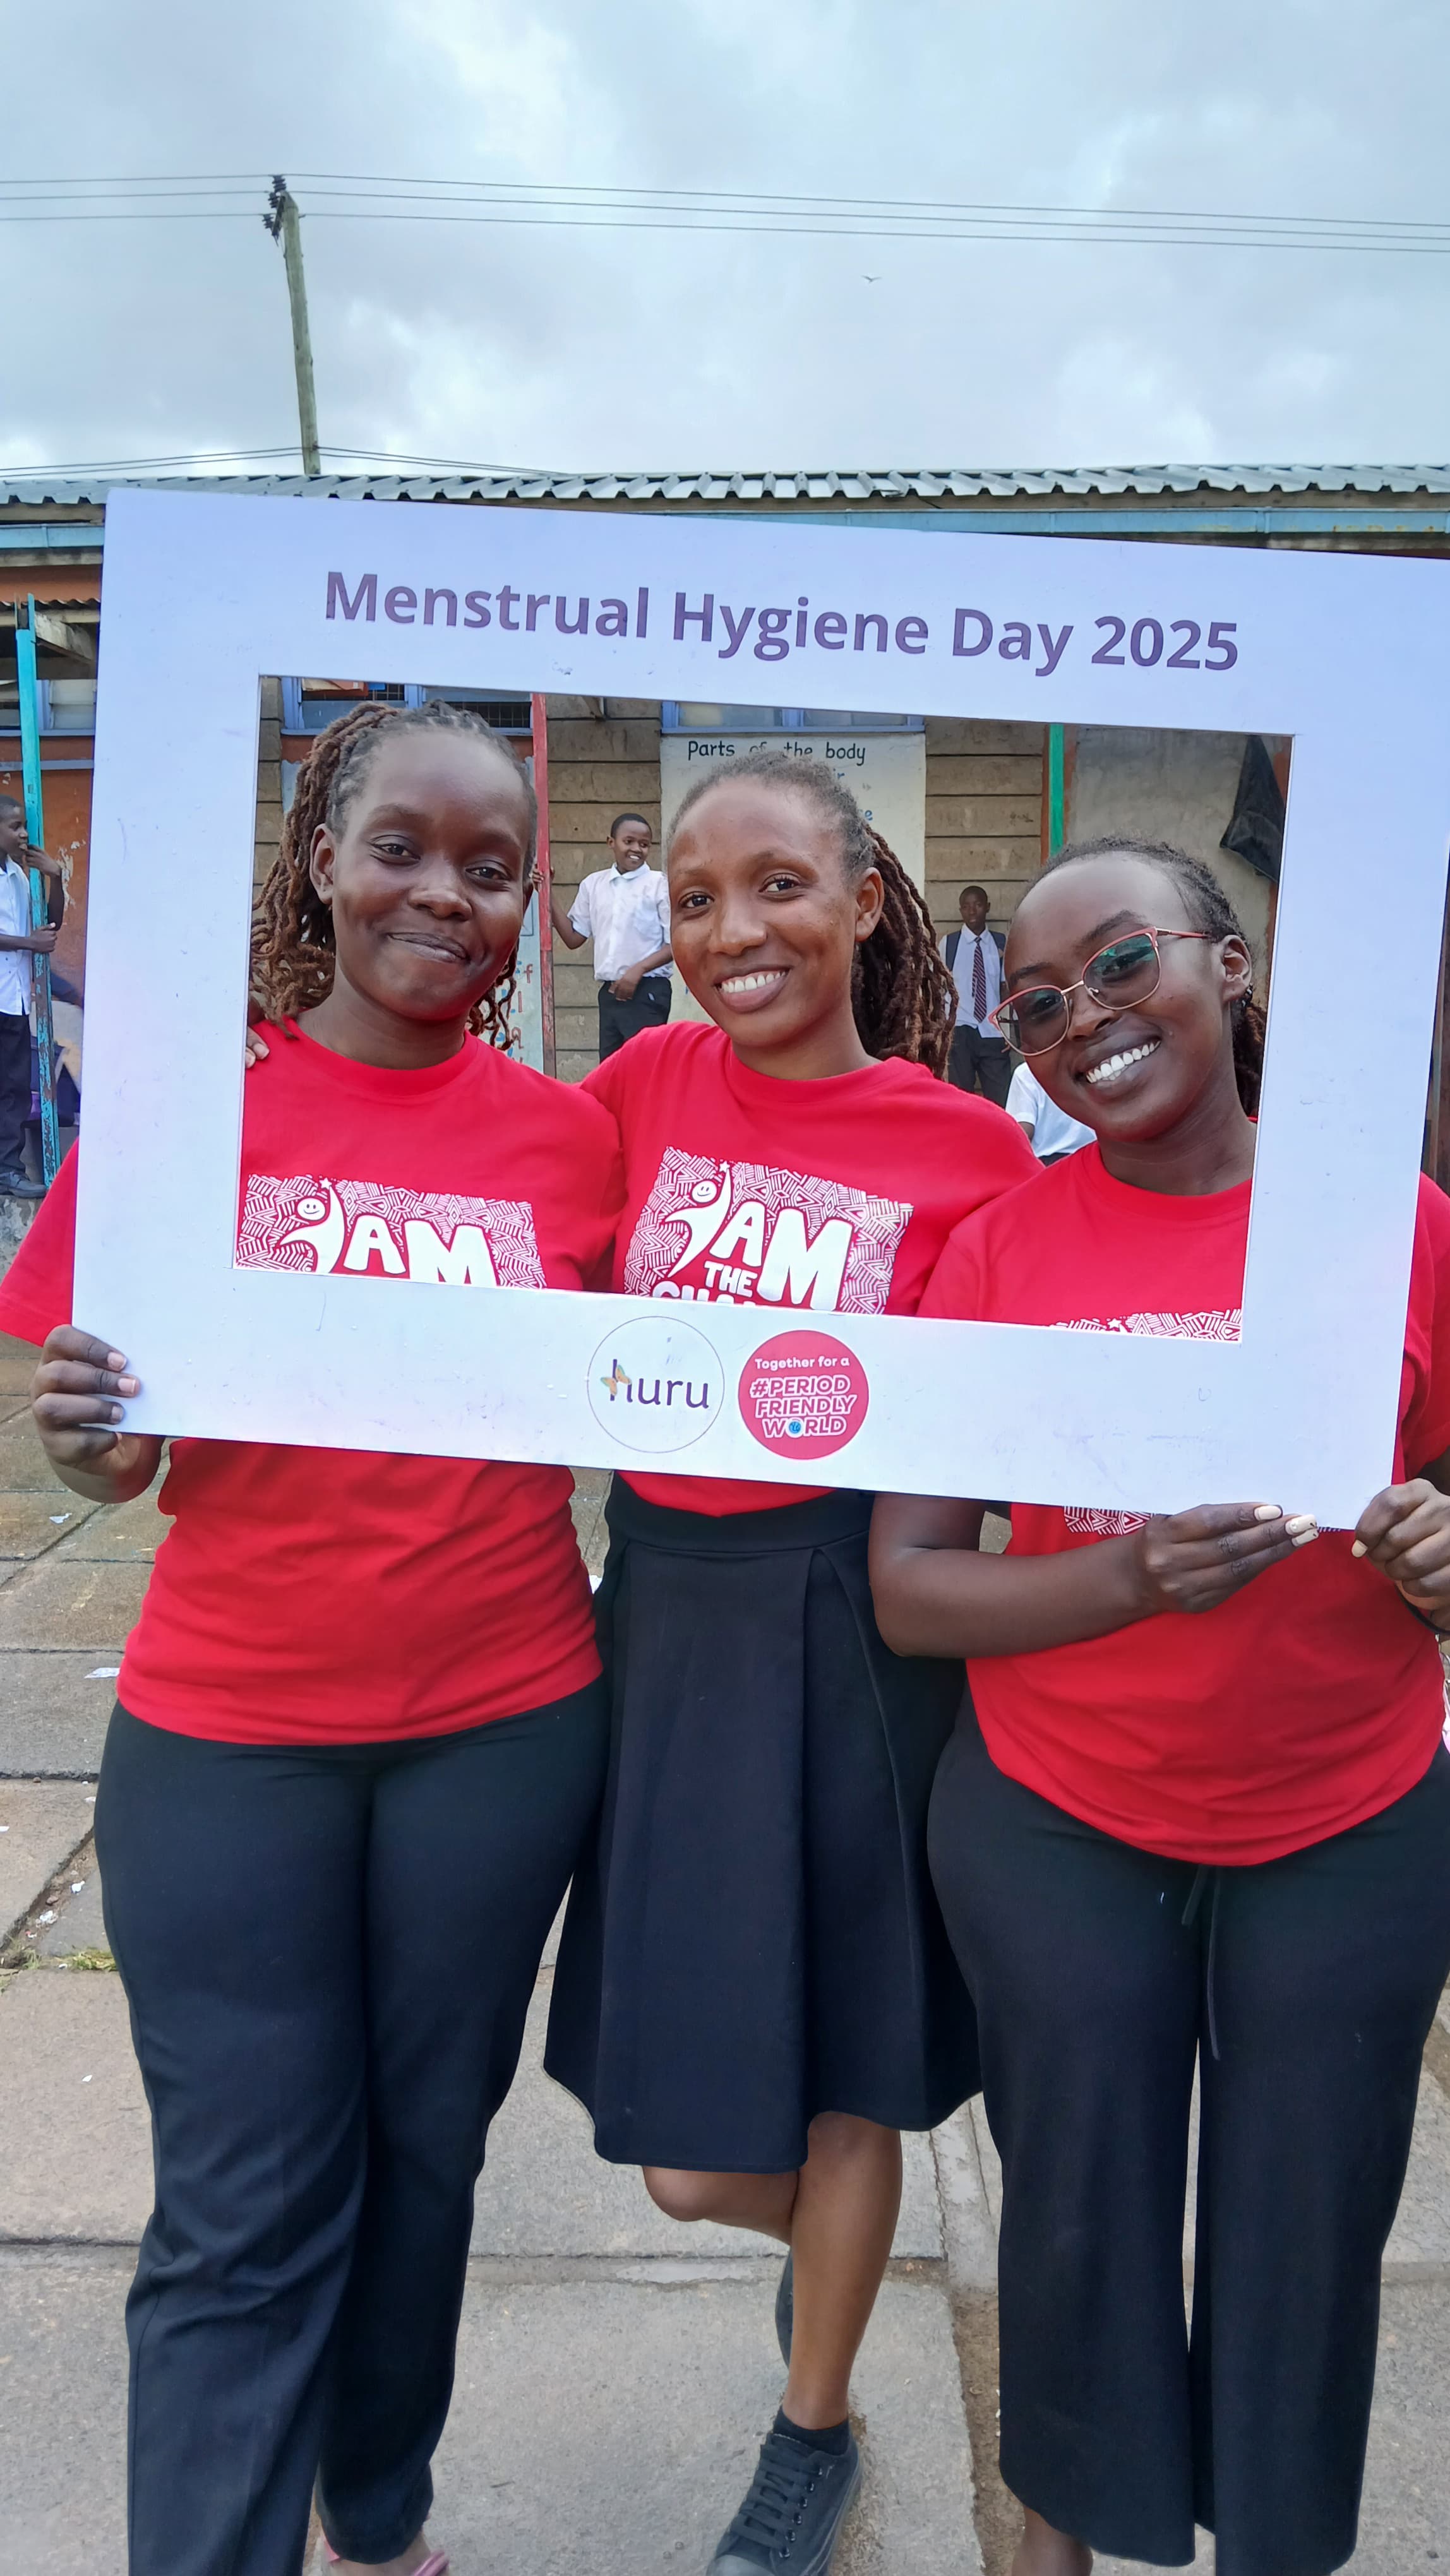 Menstrual Hygiene Day 2025
Parts of the body
I AM
I AM
THE
huru
Together for a
#PERIOD
FRIENDLY
WORLD